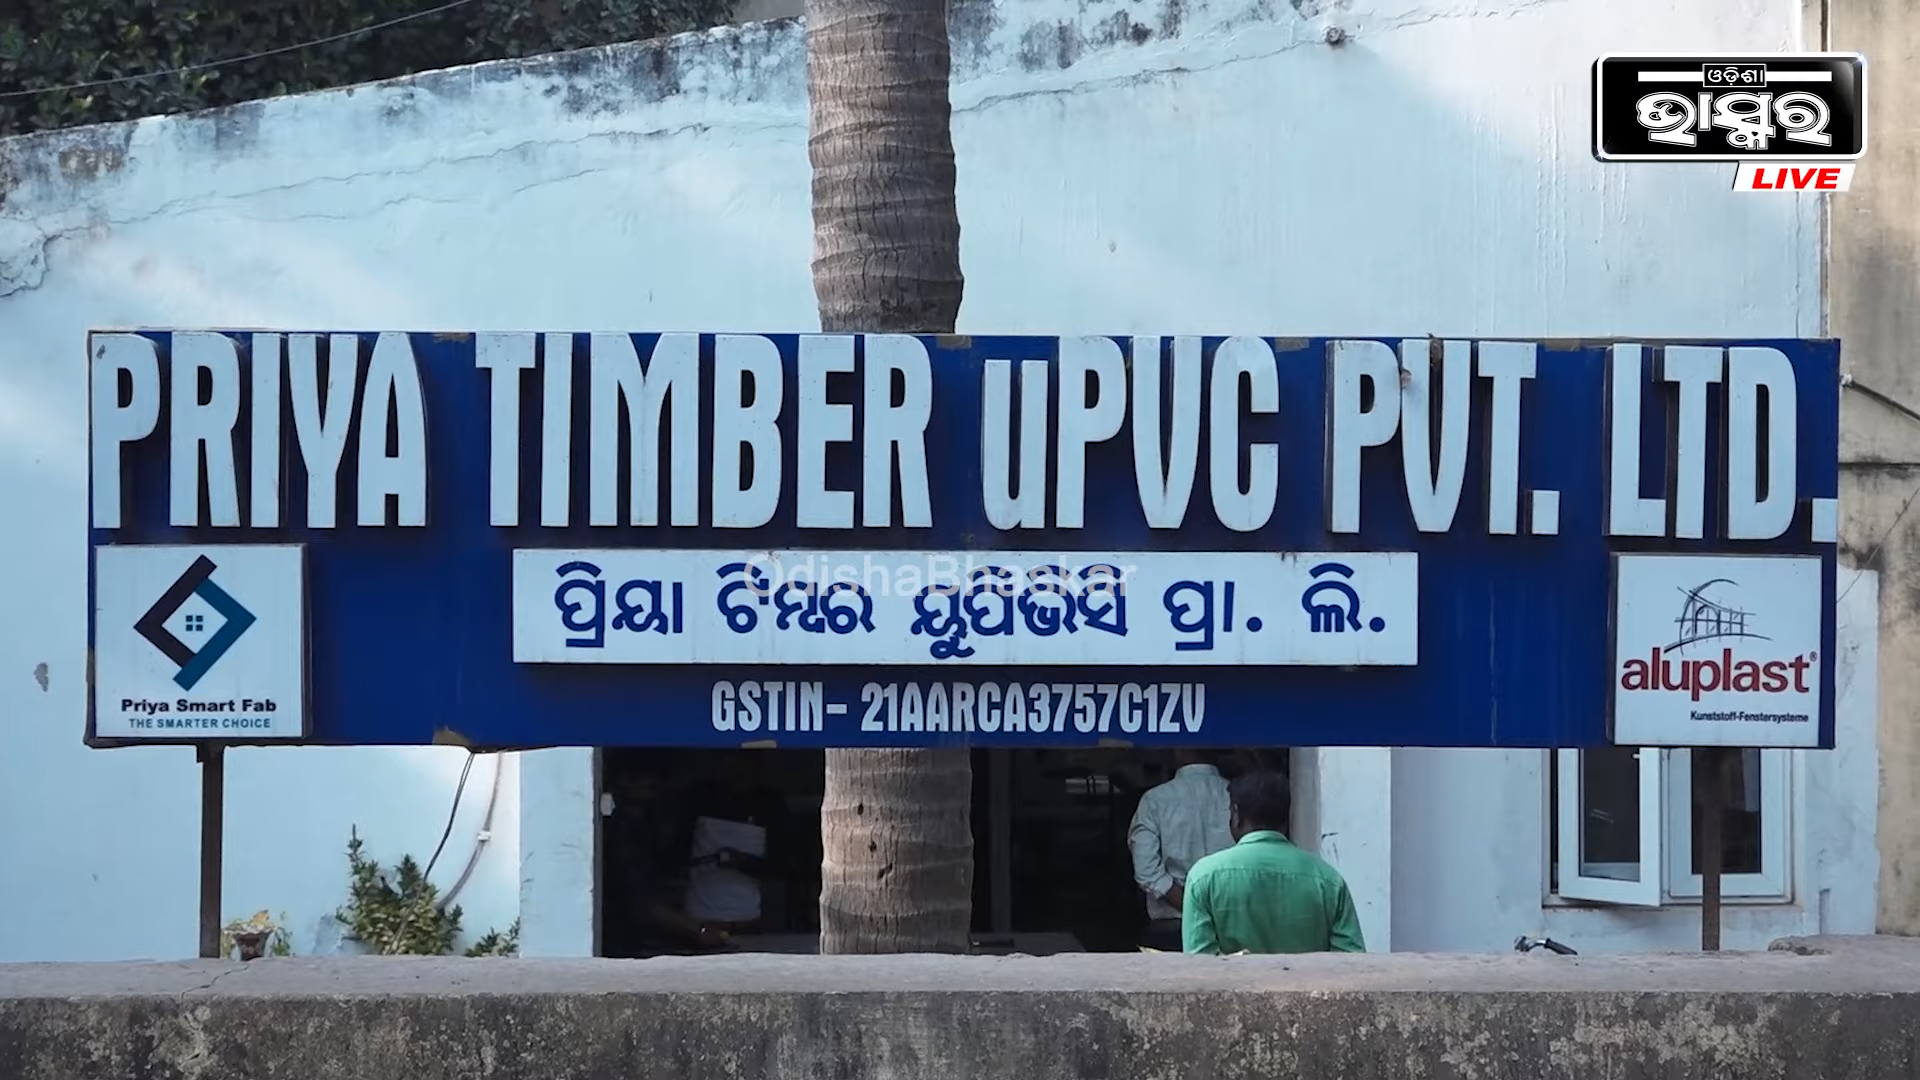 ଓଡ଼ିଶା
ଭାସ୍କର
LIVE
PRIYA TIMBER uPVC PVT. LTD.
ପ୍ରିୟା ଟିମ୍ବର ୟୁପିଭିସି ପ୍ରା. ଲି.
OdishaBhaskar
GSTIN- 21AARCA3757C1ZV
Priya Smart Fab
THE SMARTER CHOICE
aluplast®
Kunststoff-Fenstersysteme